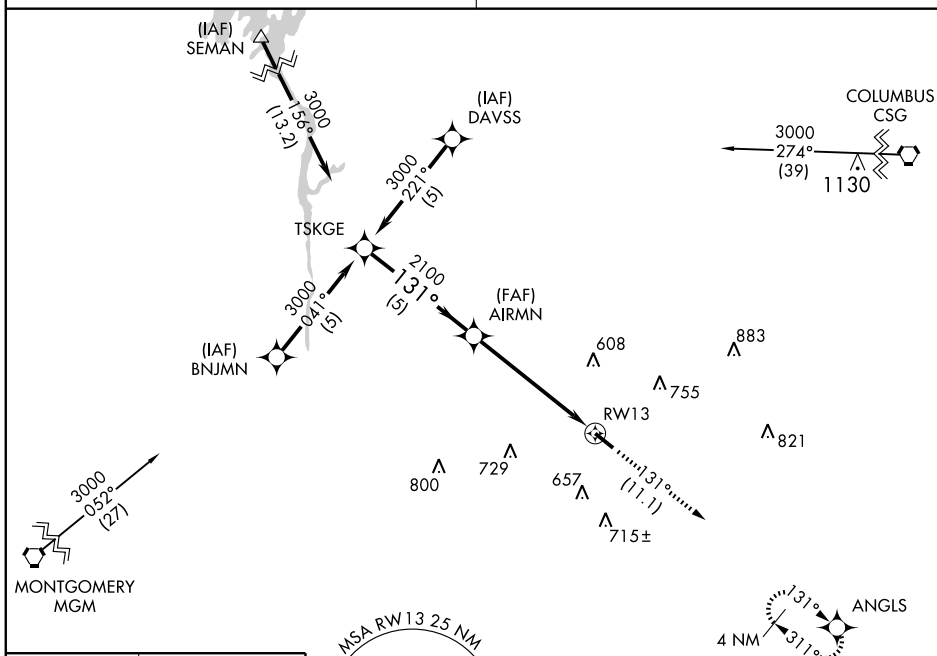 (IAF)
SEMAN
3000
156°
(13.2)
(IAF)
DAVSS
3000
221°
(5)
COLUMBUS
CSG
3000
274°
(39)
1130
TSKGE
2100
131°
(5)
(FAF)
AIRMN
3000
041°
(5)
(IAF)
BNJMN
608
883
755
RW13
821
729
800
657
715±
131°
(11.1)
3000
052°
(27)
MONTGOMERY
MGM
MSA RW13 25 NM
131°
ANGLS
4 NM
311°